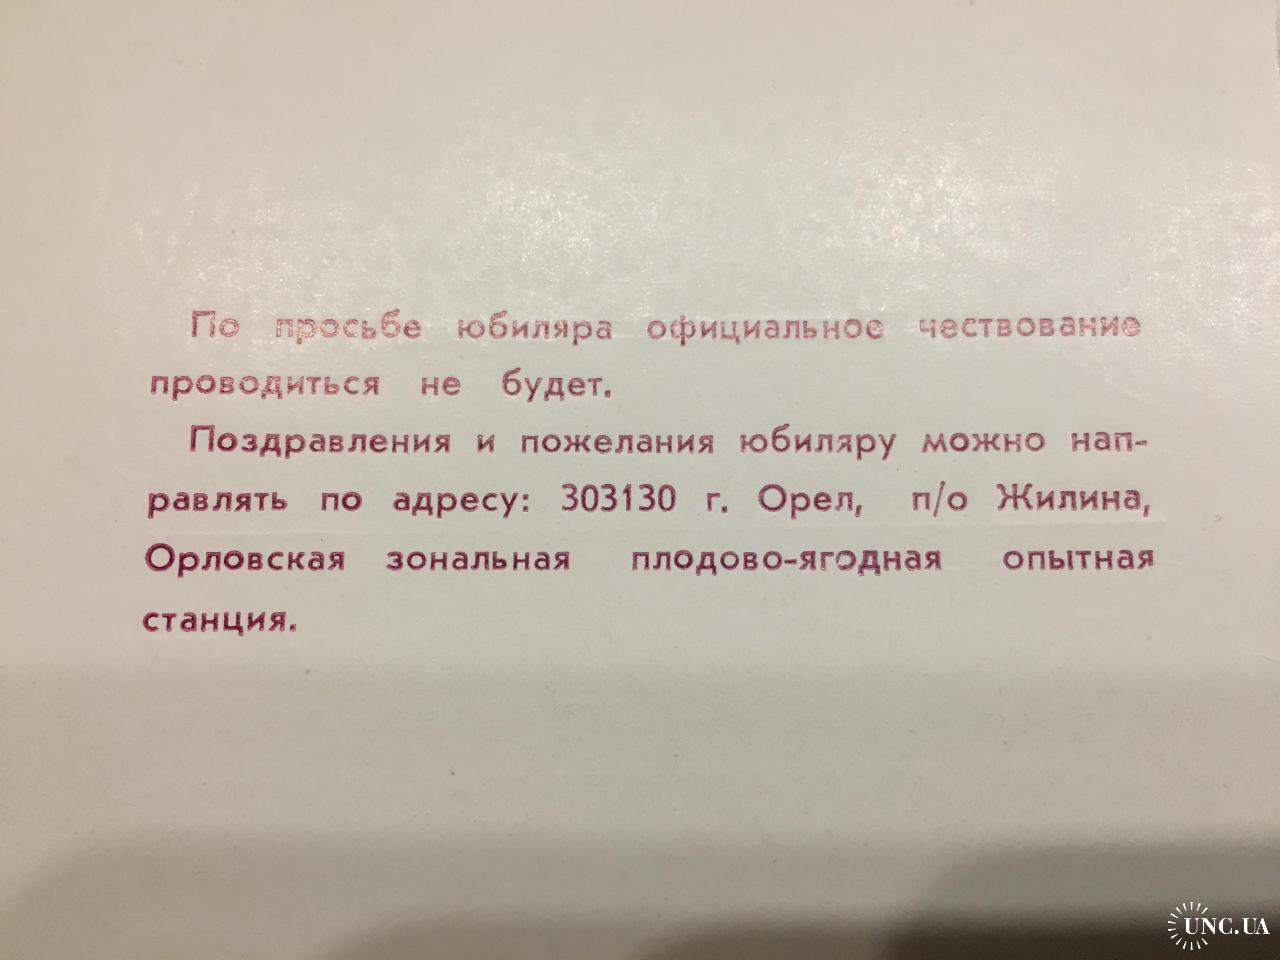 По просьбе юбиляра официальное чествование
проводиться не будет.
Поздравления и пожелания юбиляру можно нап-
равлять по адресу: 303130 г. Орел, п/о Жилина,
Орловская зональная плодово-ягодная опытная
станция.
UNC.UA